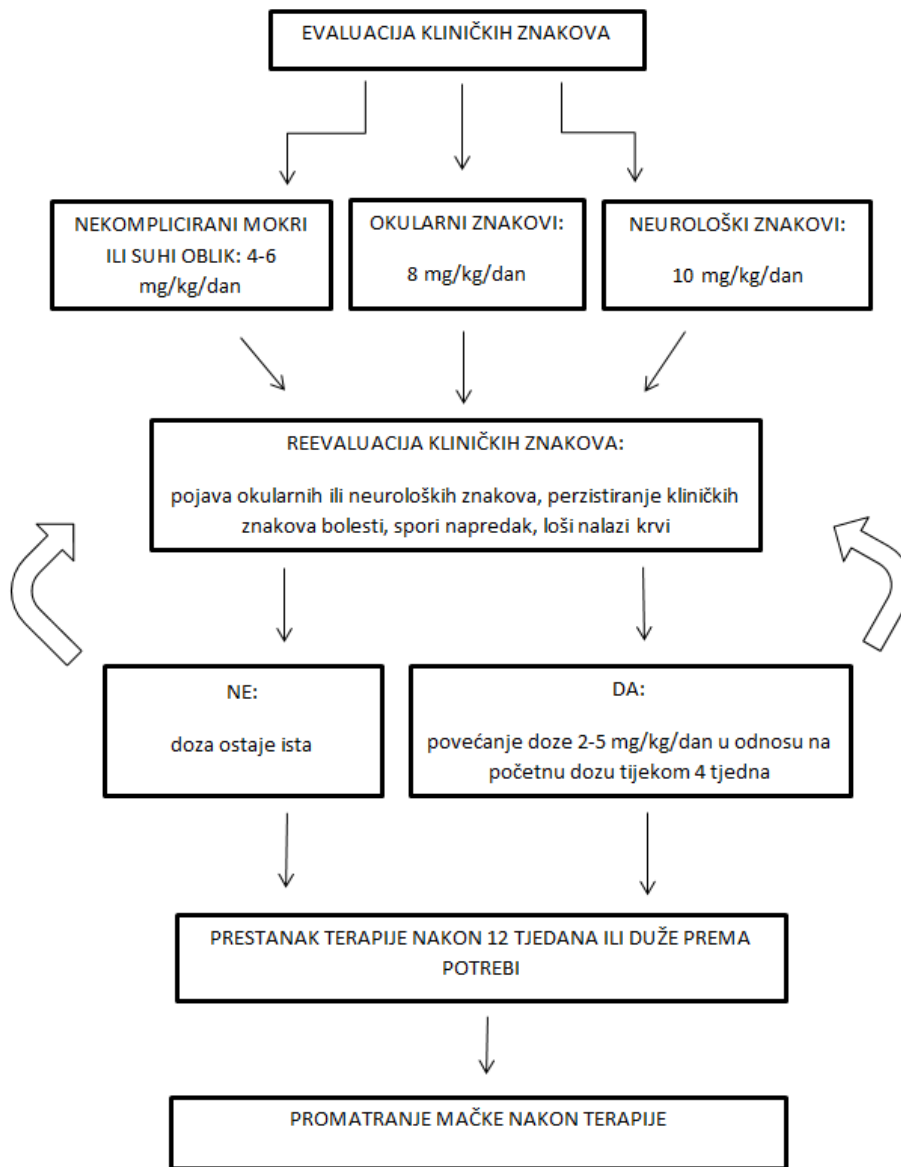 EVALUACIJA KLINIČKIH ZNAKOVA
NEKOMPLICIRANI MOKRI
ILI SUHI OBLIK: 4-6
mg/kg/dan
OKULARNI ZNAKOVI:
8 mg/kg/dan
NEUROLOŠKI ZNAKOVI:
10 mg/kg/dan
REEVALUACIJA KLINIČKIH ZNAKOVA:
pojava okularnih ili neuroloških znakova, perzistiranje kliničkih
znakova bolesti, spori napredak, loši nalazi krvi
NE:
doza ostaje ista
DA:
povećanje doze 2-5 mg/kg/dan u odnosu na
početnu dozu tijekom 4 tjedna
PRESTANAK TERAPIJE NAKON 12 TJEDANA ILI DUŽE PREMA
POTREBI
PROMATRANJE MAČKE NAKON TERAPIJE